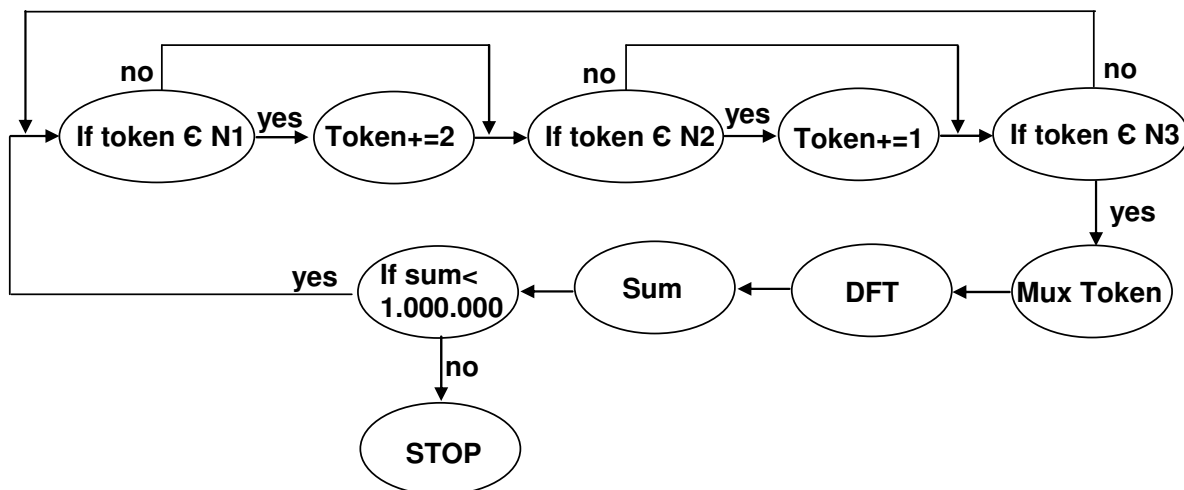 no
no
no
If token Є N1
yes
Token+=2
If token Є N2
yes
Token+=1
If token Є N3
yes
yes
If sum<
1.000.000
Sum
DFT
Mux Token
no
STOP